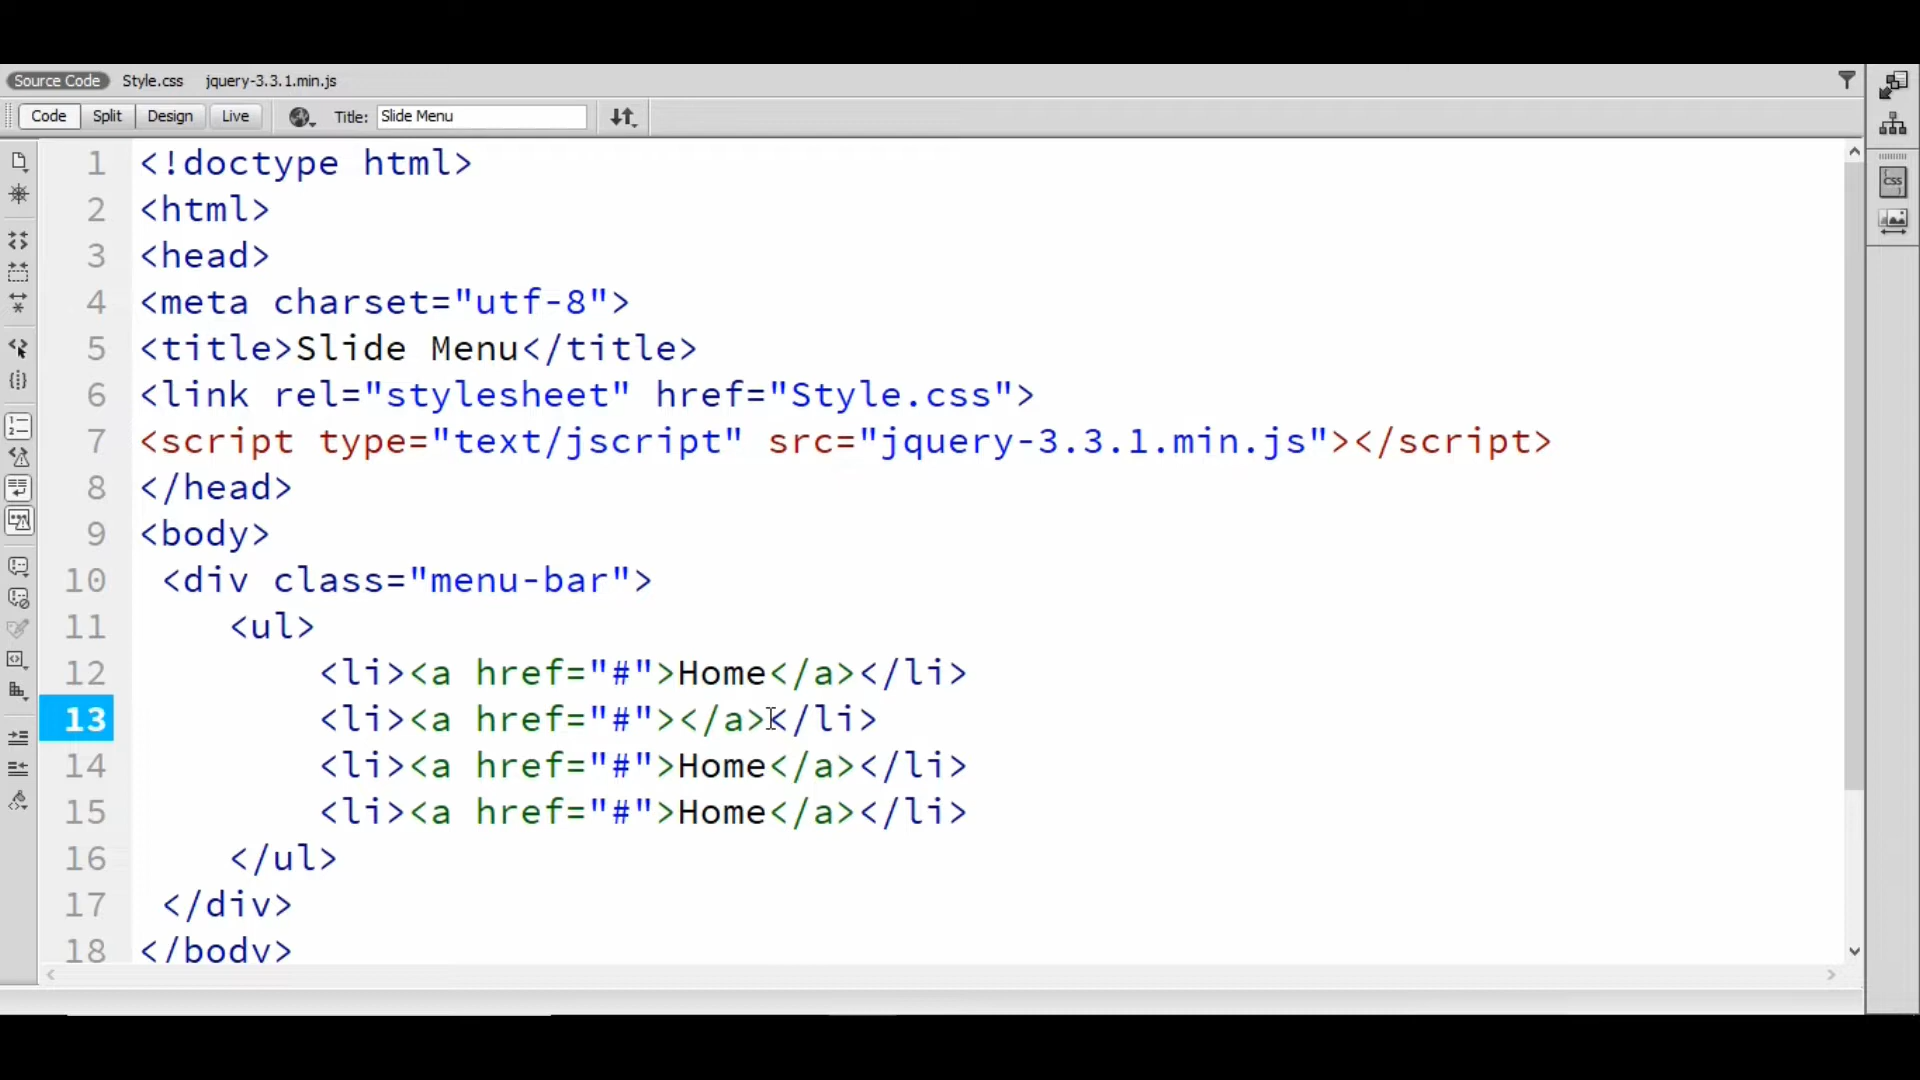 Source Code Style.css jquery-3.3.1.min.js
Code Split Design Live Title: Slide Menu
1 <!doctype html>
2 <html>
3 <head>
4 <meta charset="utf-8">
5 <title>Slide Menu</title>
6 <link rel="stylesheet" href="Style.css">
7 <script type="text/jscript" src="jquery-3.3.1.min.js"></script>
8 </head>
9 <body>
10 <div class="menu-bar">
11 <ul>
12 <li><a href="#">Home</a></li>
13 <li><a href="#"></a></li>
14 <li><a href="#">Home</a></li>
15 <li><a href="#">Home</a></li>
16 </ul>
17 </div>
18 </body>
CSS